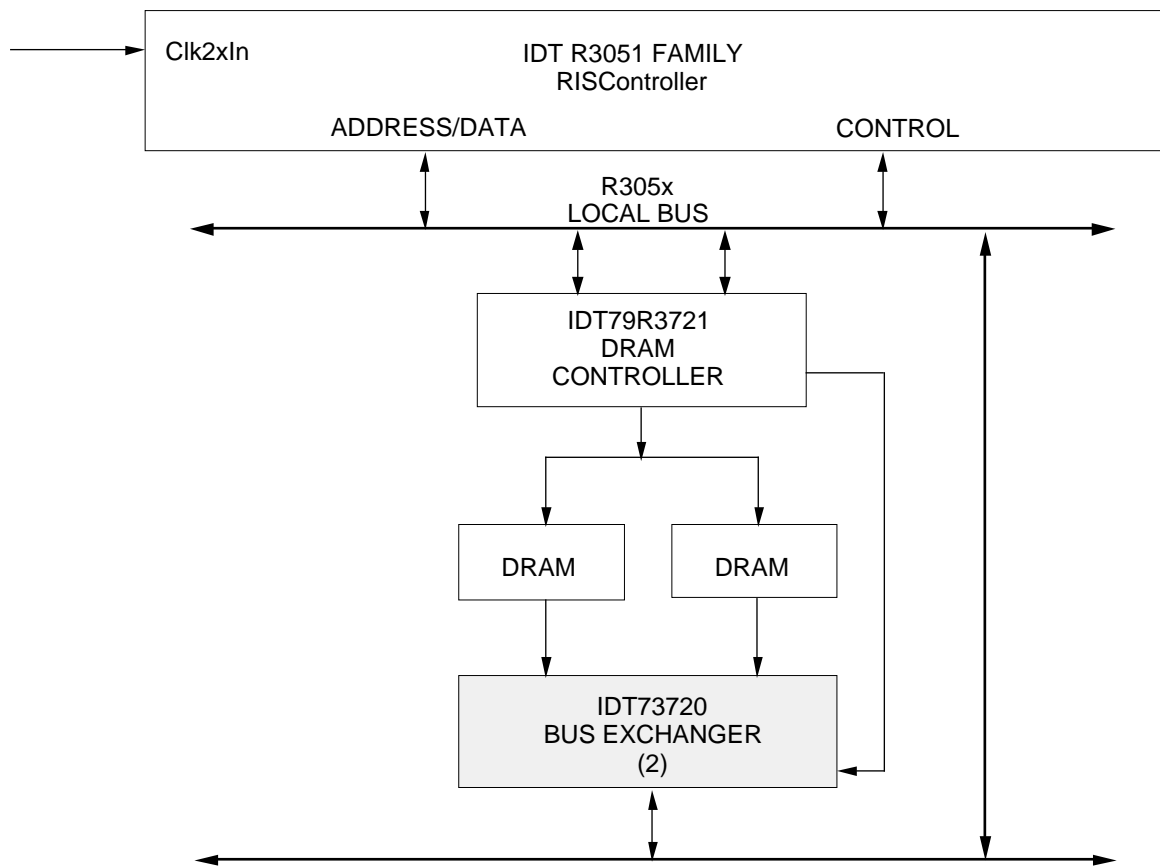 Clk2xIn
IDT R3051 FAMILY
RISController
ADDRESS/DATA
CONTROL
R305x
LOCAL BUS
IDT79R3721
DRAM
CONTROLLER
DRAM
DRAM
IDT73720
BUS EXCHANGER
(2)